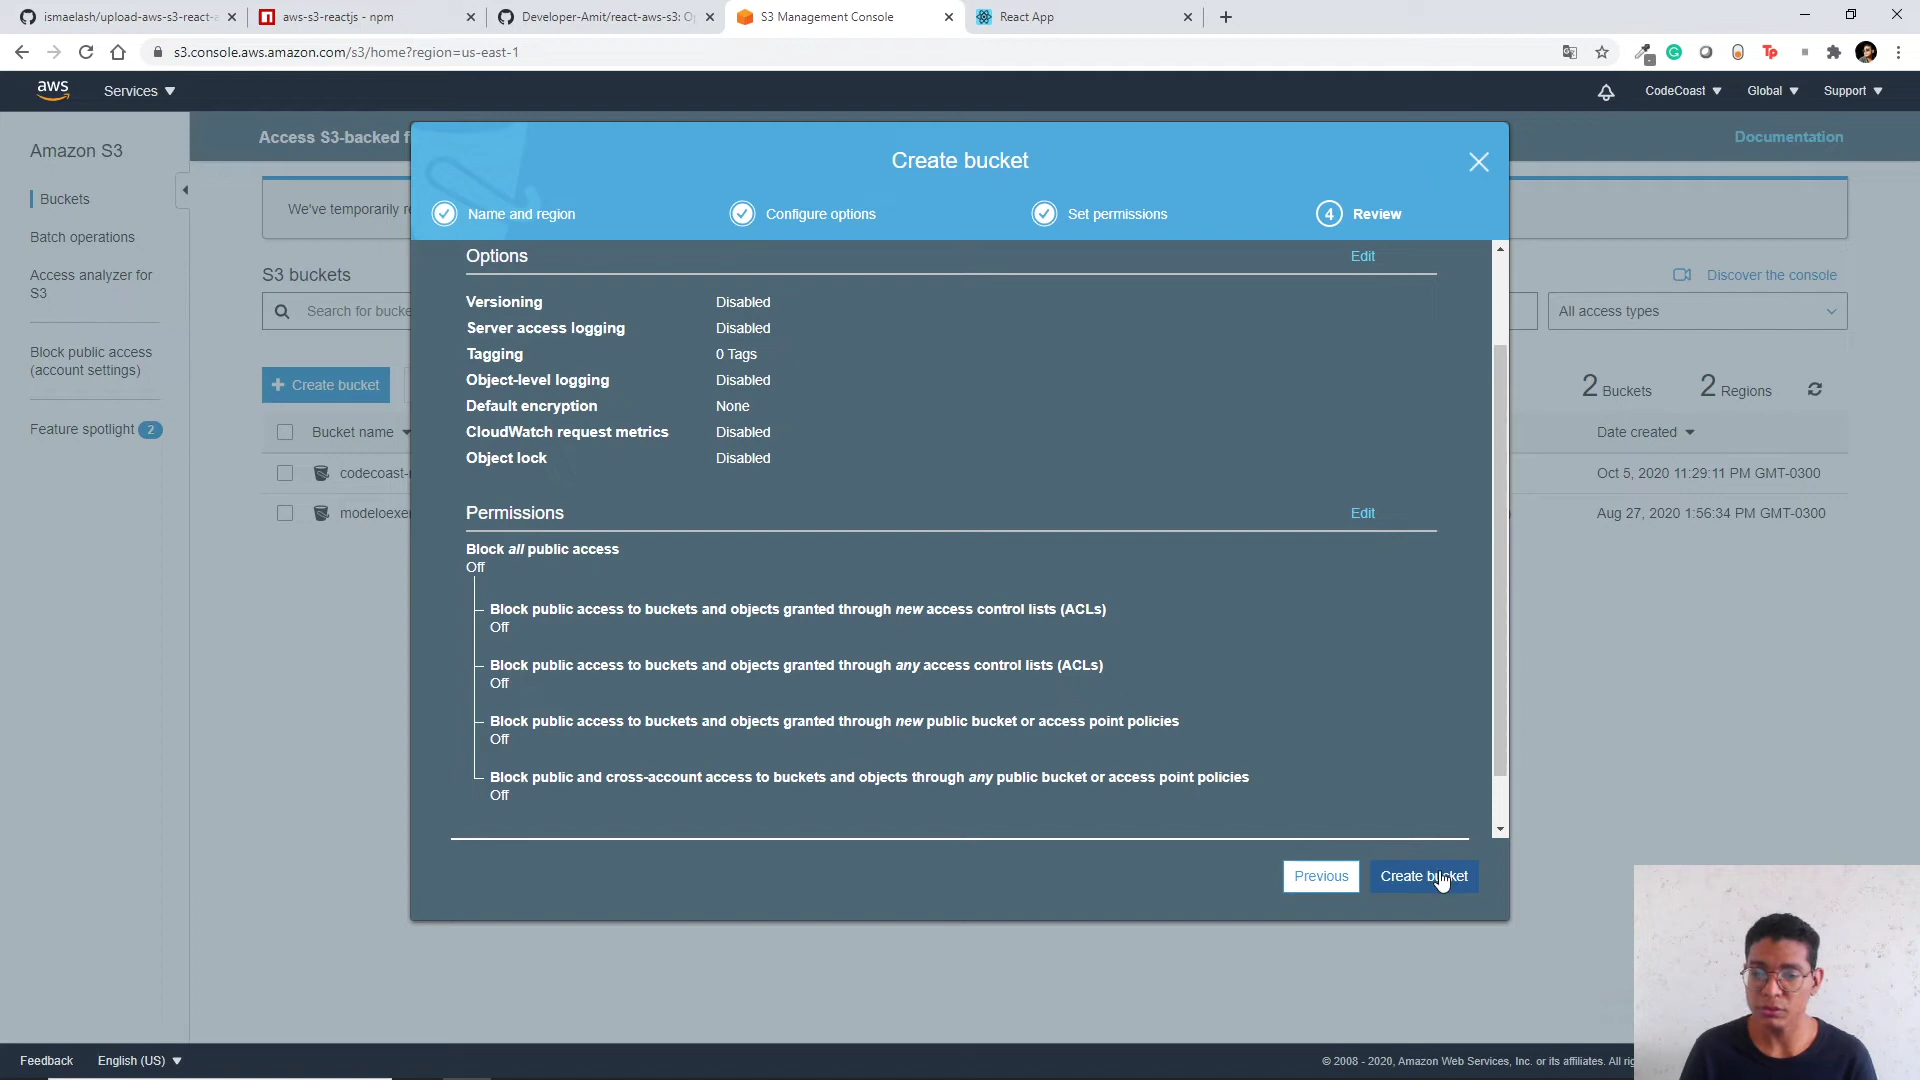 ismaelash/upload-aws-s3-react-
aws-s3-reactjs - npm
Developer-Amit/react-aws-s3: O
S3 Management Console
React App
s3.console.aws.amazon.com/s3/home?region=us-east-1
aws
Services
CodeCoast
Global
Support
Amazon S3
Buckets
Batch operations
Access analyzer for
S3
Block public access
(account settings)
Feature spotlight 2
Access S3-backed f
Documentation
We've temporarily re
S3 buckets
Discover the console
Search for bucke
All access types
+ Create bucket
2 Buckets
2 Regions
Bucket name
Date created
codecoast-
Oct 5, 2020 11:29:11 PM GMT-0300
modeloexe
Aug 27, 2020 1:56:34 PM GMT-0300
Create bucket
Name and region
Configure options
Set permissions
4 Review
Options Edit
Versioning Disabled
Server access logging Disabled
Tagging 0 Tags
Object-level logging Disabled
Default encryption None
CloudWatch request metrics Disabled
Object lock Disabled
Permissions Edit
Block all public access
Off
Block public access to buckets and objects granted through new access control lists (ACLs)
Off
Block public access to buckets and objects granted through any access control lists (ACLs)
Off
Block public access to buckets and objects granted through new public bucket or access point policies
Off
Block public and cross-account access to buckets and objects through any public bucket or access point policies
Off
Previous
Create bucket
Feedback
English (US)
© 2008 - 2020, Amazon Web Services, Inc. or its affiliates. All rig